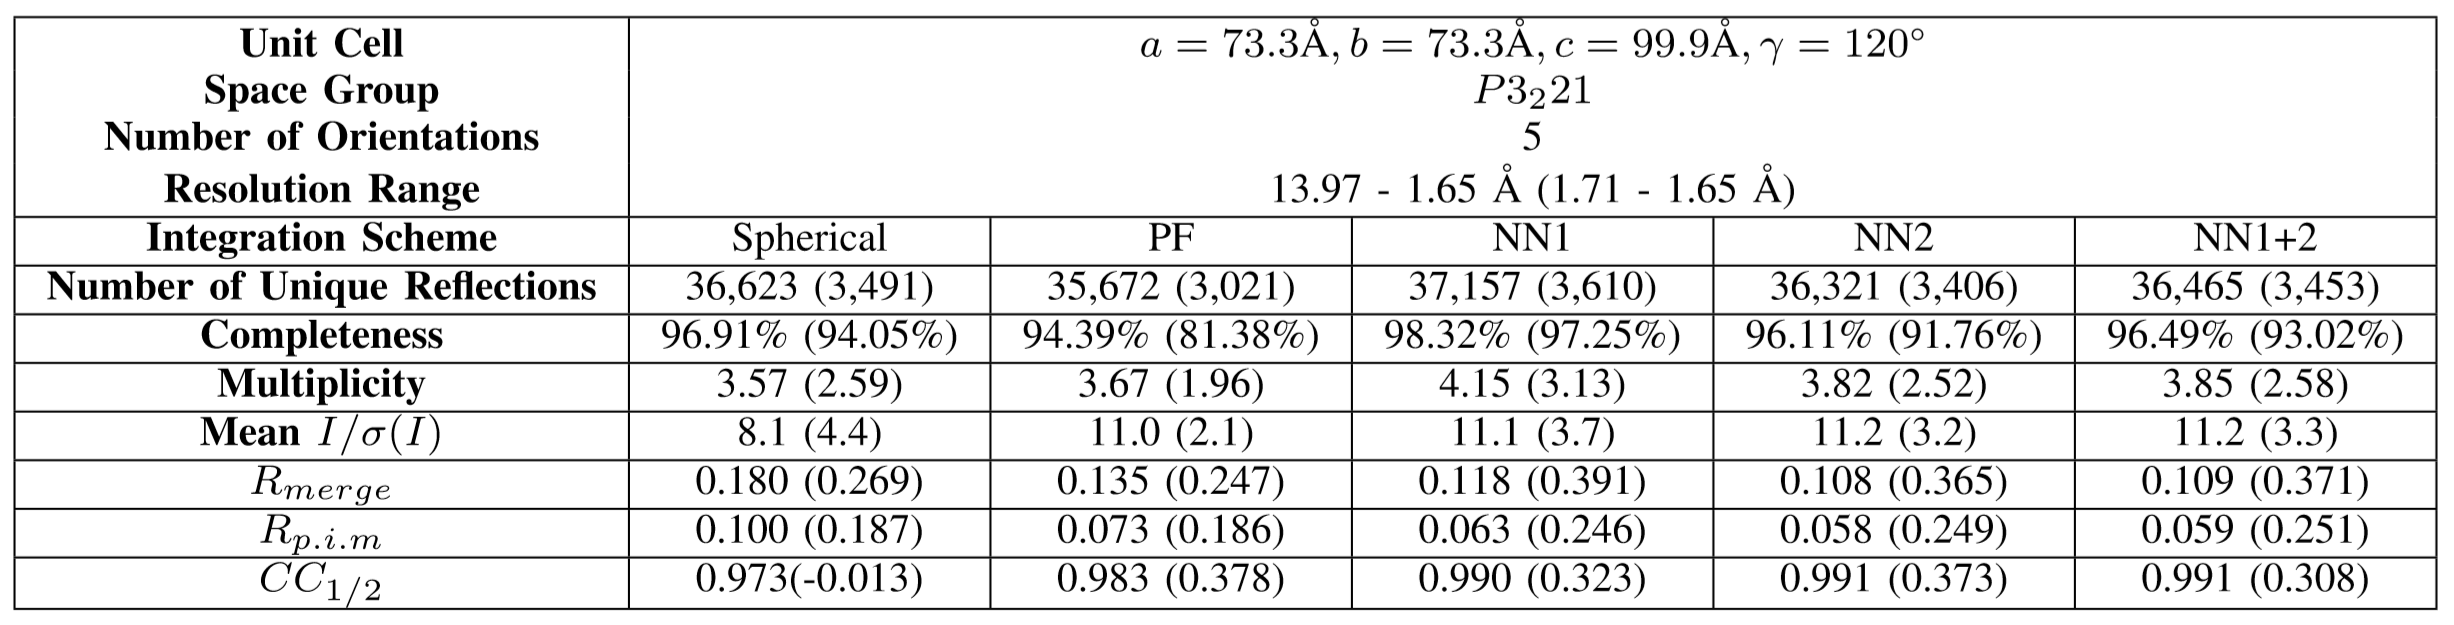 Unit Cell a = 73.3Å, b = 73.3Å, c = 99.9Å, γ = 120°
Space Group P3₂21
Number of Orientations 5
Resolution Range 13.97 - 1.65 Å (1.71 - 1.65 Å)
Integration Scheme Spherical PF NN1 NN2 NN1+2
Number of Unique Reflections 36,623 (3,491) 35,672 (3,021) 37,157 (3,610) 36,321 (3,406) 36,465 (3,453)
Completeness 96.91% (94.05%) 94.39% (81.38%) 98.32% (97.25%) 96.11% (91.76%) 96.49% (93.02%)
Multiplicity 3.57 (2.59) 3.67 (1.96) 4.15 (3.13) 3.82 (2.52) 3.85 (2.58)
Mean I/σ(I) 8.1 (4.4) 11.0 (2.1) 11.1 (3.7) 11.2 (3.2) 11.2 (3.3)
R_merge 0.180 (0.269) 0.135 (0.247) 0.118 (0.391) 0.108 (0.365) 0.109 (0.371)
R_p.i.m 0.100 (0.187) 0.073 (0.186) 0.063 (0.246) 0.058 (0.249) 0.059 (0.251)
CC_1/2 0.973(-0.013) 0.983 (0.378) 0.990 (0.323) 0.991 (0.373) 0.991 (0.308)